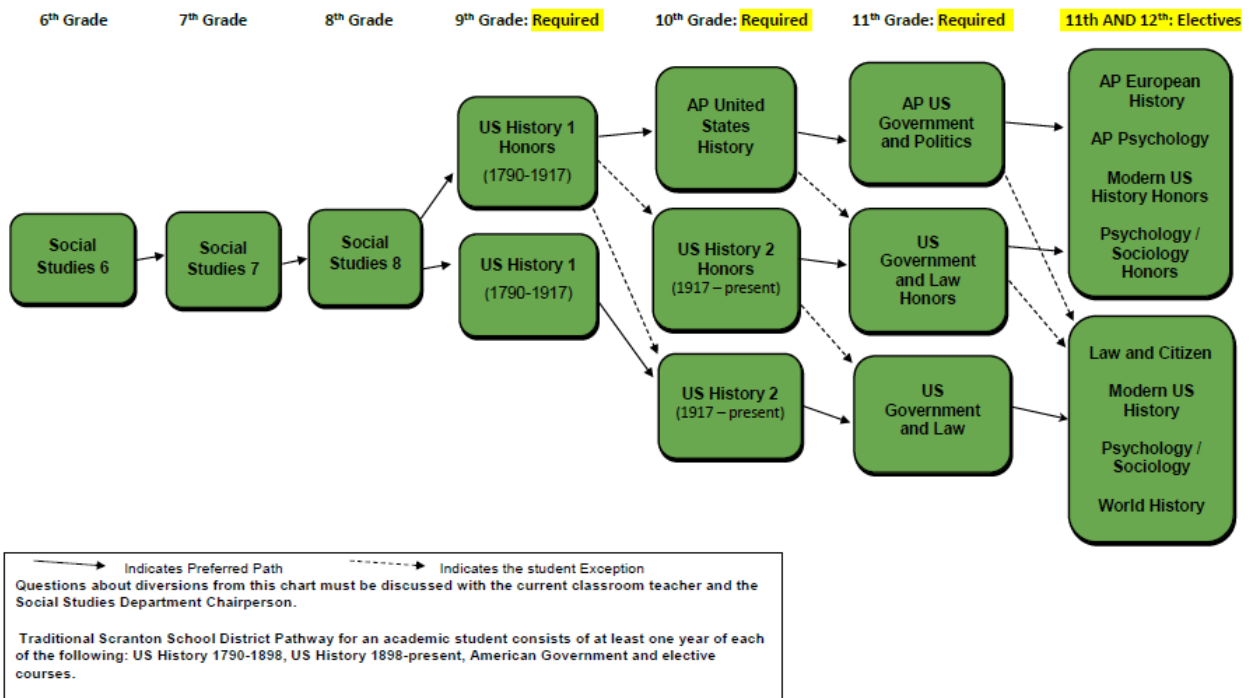 6th Grade
7th Grade
8th Grade
9th Grade: Required
10th Grade: Required
11th Grade: Required
11th AND 12th: Electives
Social
Studies 6
Social
Studies 7
Social
Studies 8
US History 1
Honors
(1790-1917)
US History 1
(1790-1917)
AP United
States
History
US History 2
Honors
(1917 – present)
US History 2
(1917 – present)
AP US
Government
and Politics
US
Government
and Law
Honors
US
Government
and Law
AP European
History
AP Psychology
Modern US
History Honors
Psychology /
Sociology
Honors
Law and Citizen
Modern US
History
Psychology /
Sociology
World History
Indicates Preferred Path
Indicates the student Exception
Questions about diversions from this chart must be discussed with the current classroom teacher and the
Social Studies Department Chairperson.
Traditional Scranton School District Pathway for an academic student consists of at least one year of each
of the following: US History 1790-1898, US History 1898-present, American Government and elective
courses.